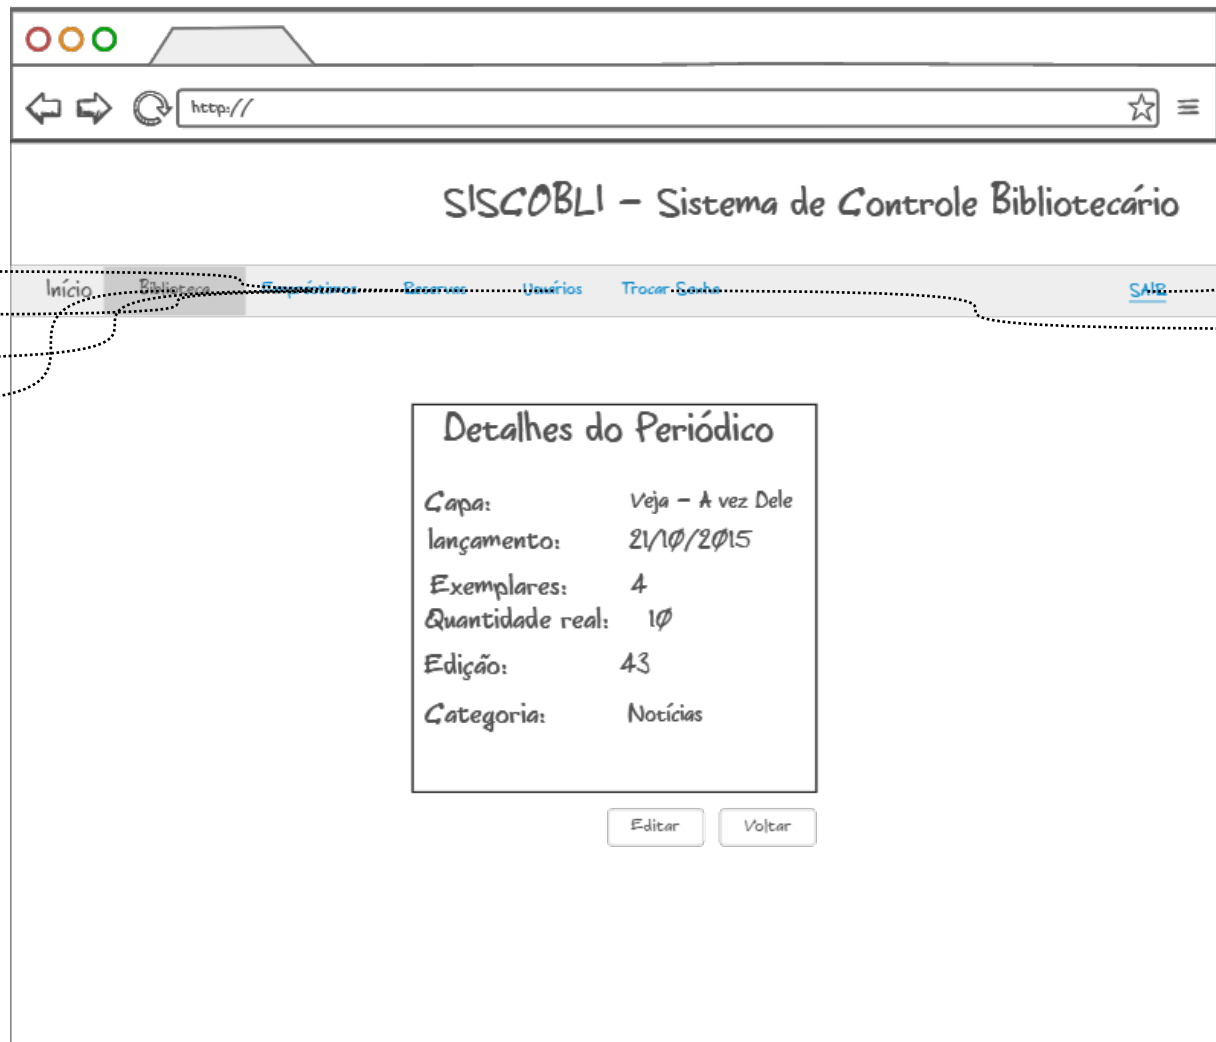 http://
SISCOBLI - Sistema de Controle Bibliotecário
Início Biblioteca Empréstimos Reservas Usuários Trocar Senha SAIR
Detalhes do Periódico
Capa: Veja - A vez Dele
lançamento: 21/10/2015
Exemplares: 4
Quantidade real: 10
Edição: 43
Categoria: Notícias
Editar Voltar